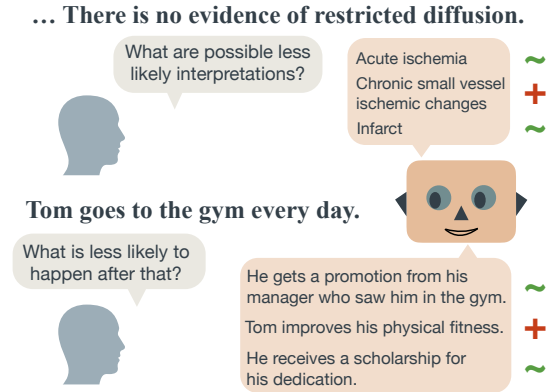 ... There is no evidence of restricted diffusion.
What are possible less
likely interpretations?
Acute ischemia ~
Chronic small vessel
ischemic changes +
Infarct ~
Tom goes to the gym every day.
What is less likely to
happen after that?
He gets a promotion from his
manager who saw him in the gym. ~
Tom improves his physical fitness. +
He receives a scholarship for
his dedication. ~